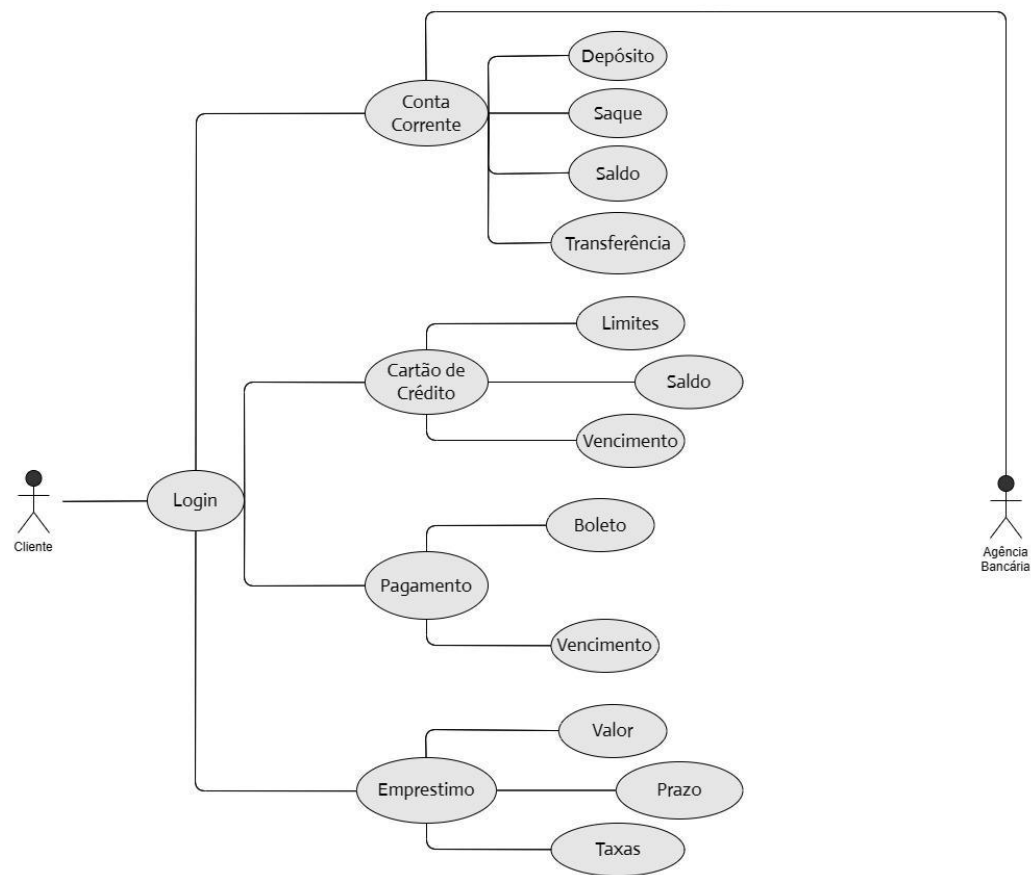 Depósito
Conta
Corrente
Saque
Saldo
Transferência
Limites
Cartão de
Crédito
Saldo
Vencimento
Login
Cliente
Boleto
Agência
Bancária
Pagamento
Vencimento
Valor
Emprestimo
Prazo
Taxas